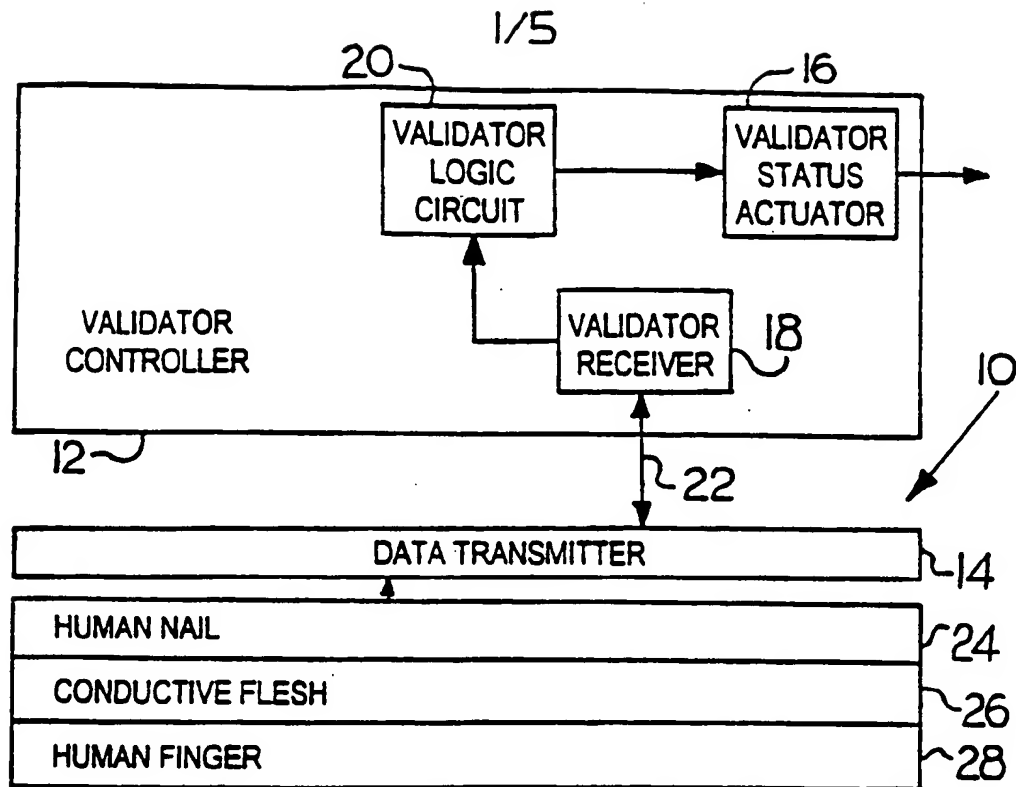 1/5
20
16
VALIDATOR
LOGIC
CIRCUIT
VALIDATOR
STATUS
ACTUATOR
VALIDATOR
CONTROLLER
VALIDATOR
RECEIVER
18
10
12
22
DATA TRANSMITTER
14
HUMAN NAIL
24
CONDUCTIVE FLESH
26
HUMAN FINGER
28